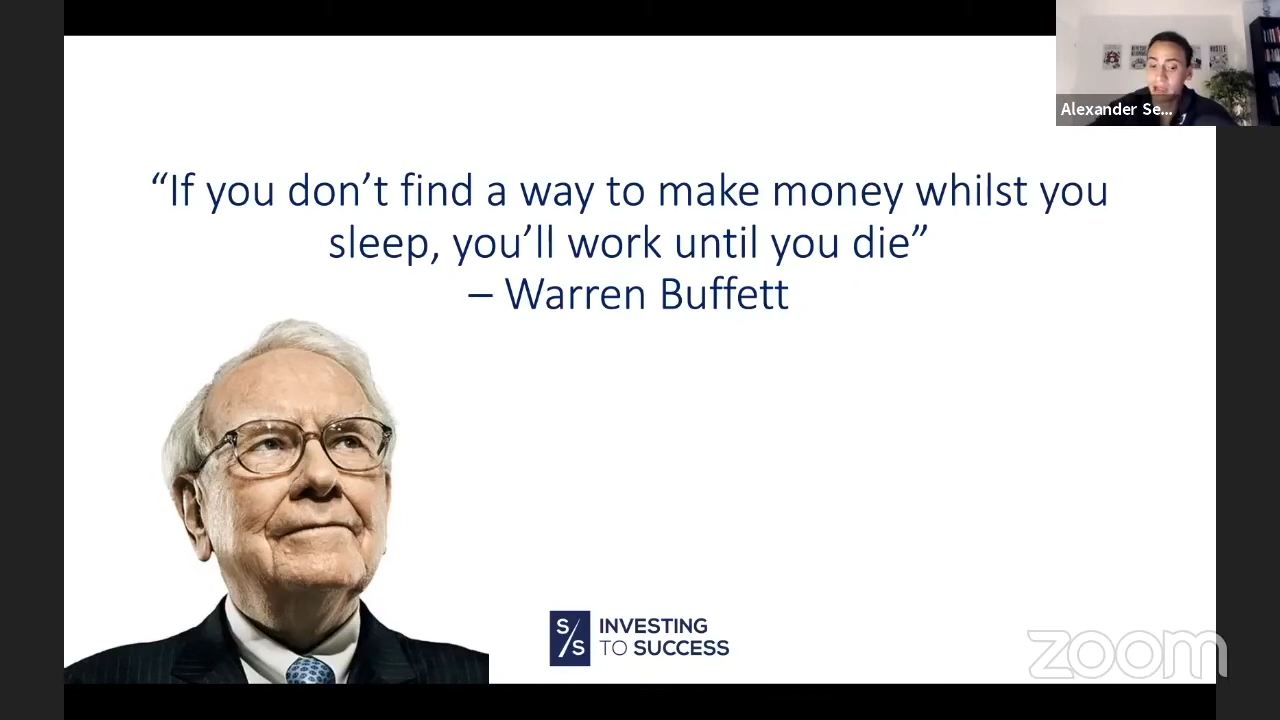 Alexander Se...
“If you don’t find a way to make money whilst you
sleep, you’ll work until you die”
– Warren Buffett
S/S
INVESTING
TO SUCCESS
zoom